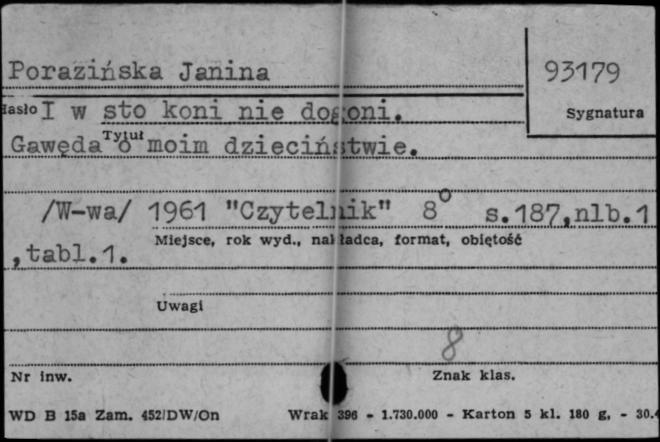 Porazińska Janina
93179
Hasło I w sto koni nie dogoni.
Sygnatura
Tytuł
Gawęda o moim dzieciństwie.
/W-wa/ 1961 "Czytelnik" 8° s.187,nlb.1
Miejsce, rok wyd., nakładca, format, objętość
,tabl.1.
Uwagi
8
Nr inw.
Znak klas.
WD B 15a Zam. 452/DW/On Wrak 396 - 1.730.000 - Karton 5 kl. 180 g. - 30.4